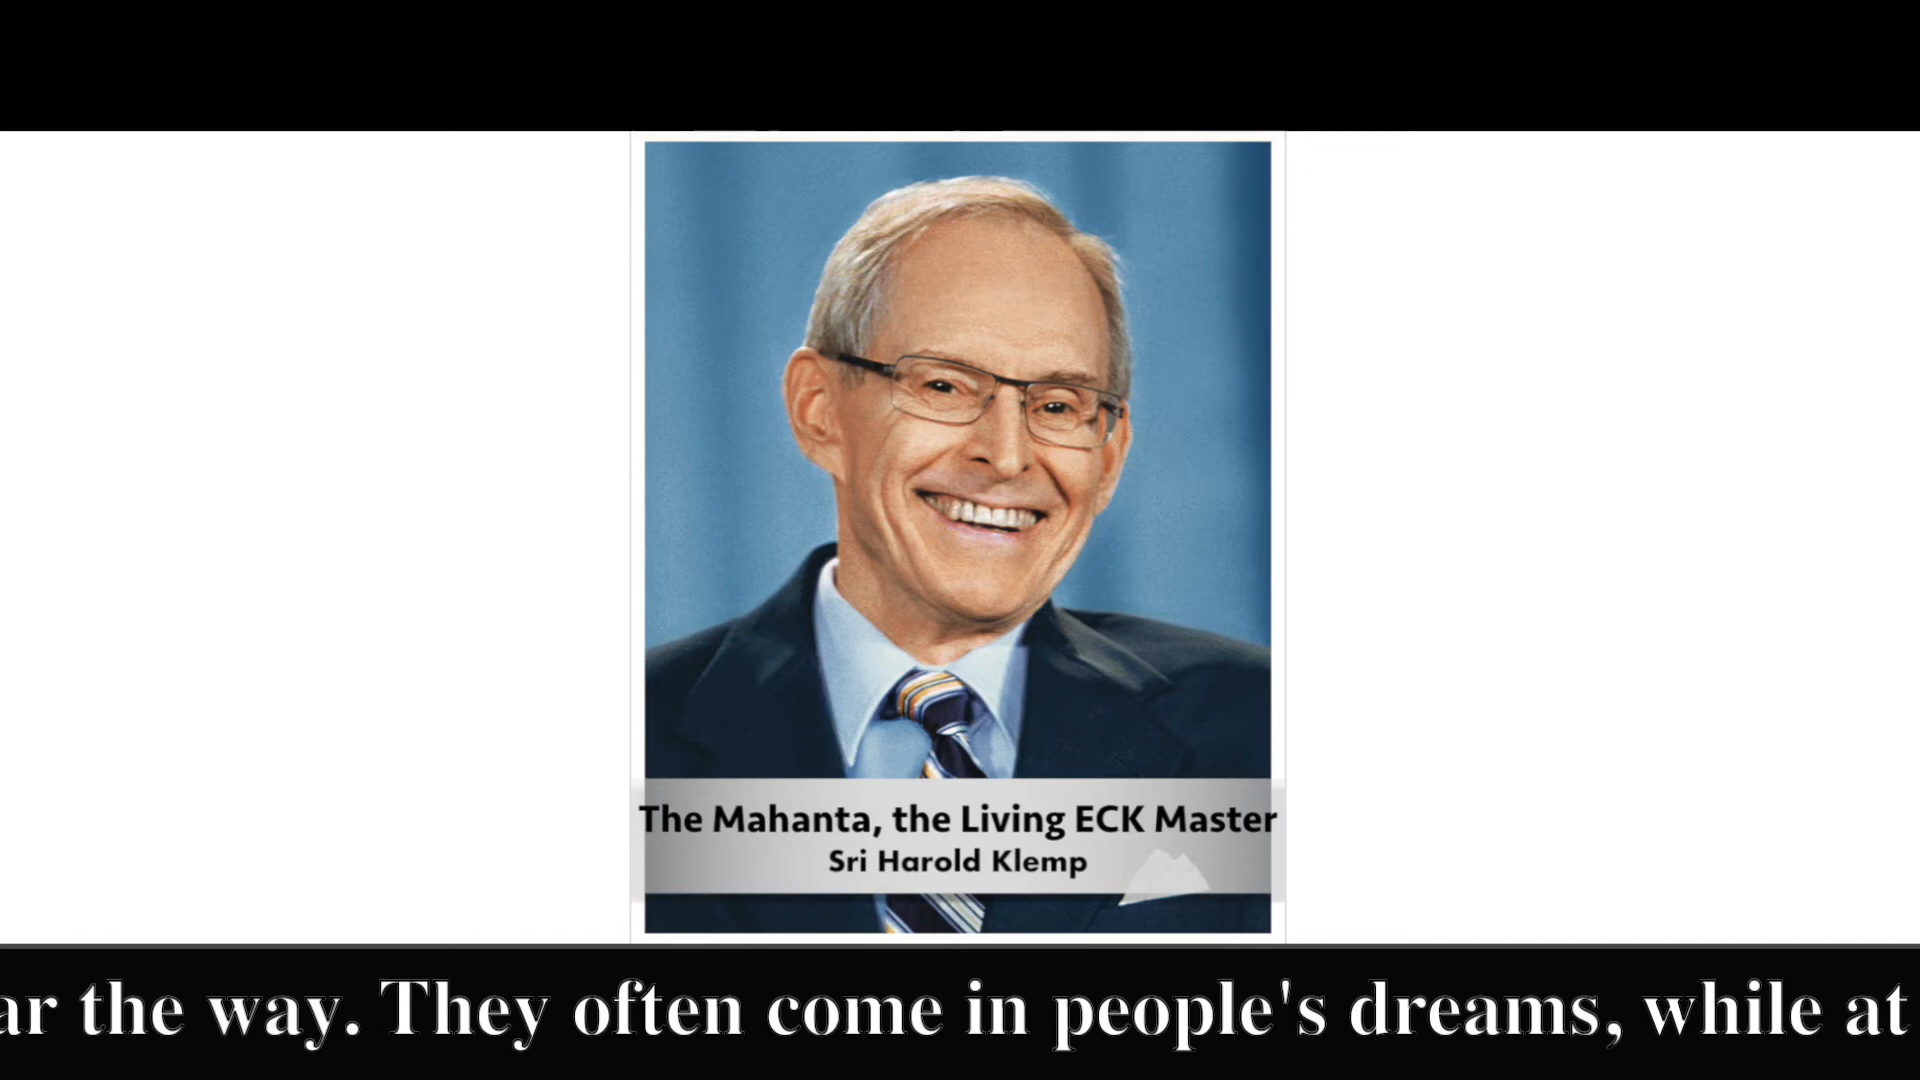 The Mahanta, the Living ECK Master
Sri Harold Klemp
the way. They often come in people's dreams, while at